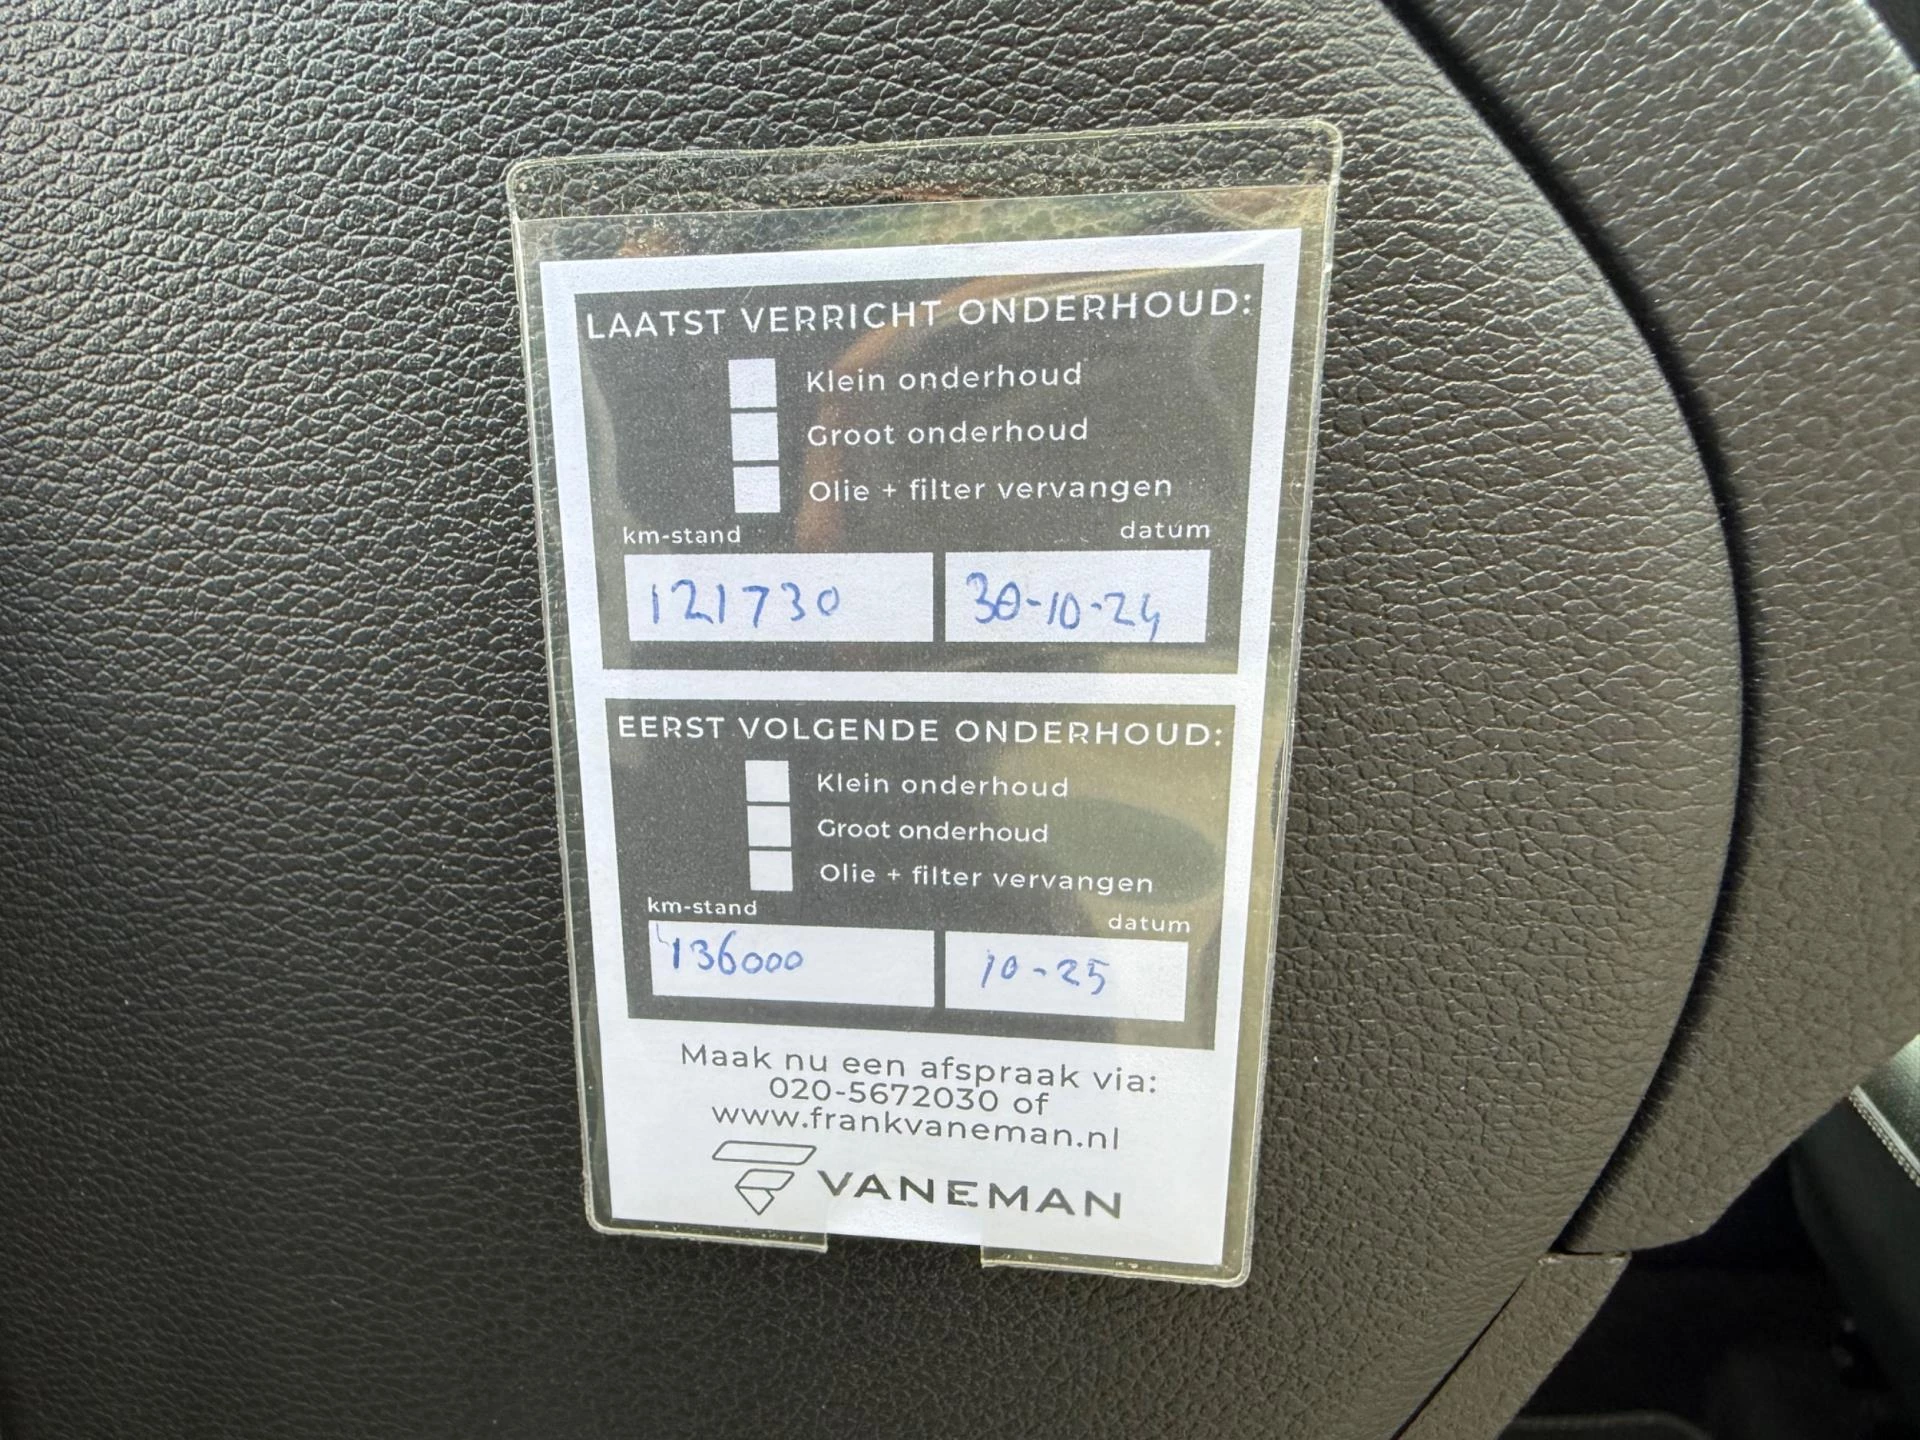 LAATST VERRICHT ONDERHOUD:
Klein onderhoud
Groot onderhoud
Olie + filter vervangen
km-stand datum
121730 30-10-24
EERST VOLGENDE ONDERHOUD:
Klein onderhoud
Groot onderhoud
Olie + filter vervangen
km-stand datum
136000 10-25
Maak nu een afspraak via:
020-5672030 of
www.frankvaneman.nl
VANEMAN